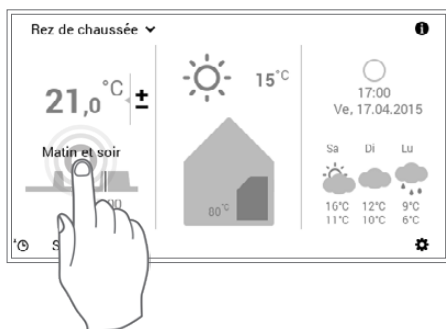 Rez de chaussée
21,0 °C
±
Matin et soir
15°C
80°C
17:00
Ve, 17.04.2015
Sa Di Lu
16°C 12°C 9°C
11°C 10°C 6°C